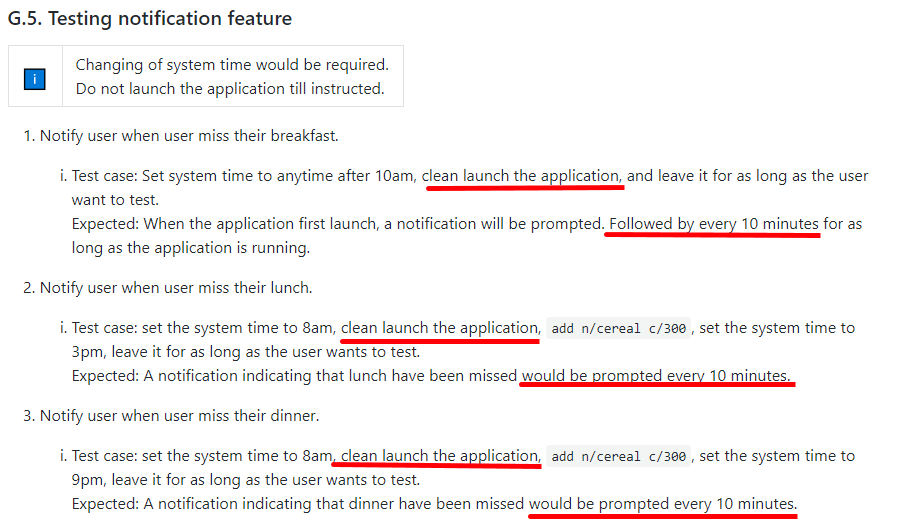 G.5. Testing notification feature
i
Changing of system time would be required.
Do not launch the application till instructed.
1. Notify user when user miss their breakfast.
i. Test case: Set system time to anytime after 10am, clean launch the application, and leave it for as long as the user
want to test.
Expected: When the application first launch, a notification will be prompted. Followed by every 10 minutes for as
long as the application is running.
2. Notify user when user miss their lunch.
i. Test case: set the system time to 8am, clean launch the application, add n/cereal c/300 , set the system time to
3pm, leave it for as long as the user wants to test.
Expected: A notification indicating that lunch have been missed would be prompted every 10 minutes.
3. Notify user when user miss their dinner.
i. Test case: set the system time to 8am, clean launch the application, add n/cereal c/300 , set the system time to
9pm, leave it for as long as the user wants to test.
Expected: A notification indicating that dinner have been missed would be prompted every 10 minutes.